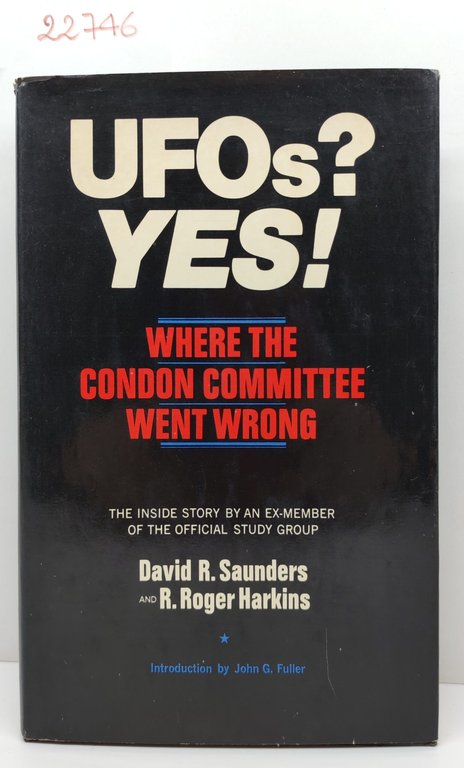 22746
UFOs?
YES!
WHERE THE
CONDON COMMITTEE
WENT WRONG
THE INSIDE STORY BY AN EX-MEMBER
OF THE OFFICIAL STUDY GROUP
David R. Saunders
AND R. Roger Harkins
Introduction by John G. Fuller